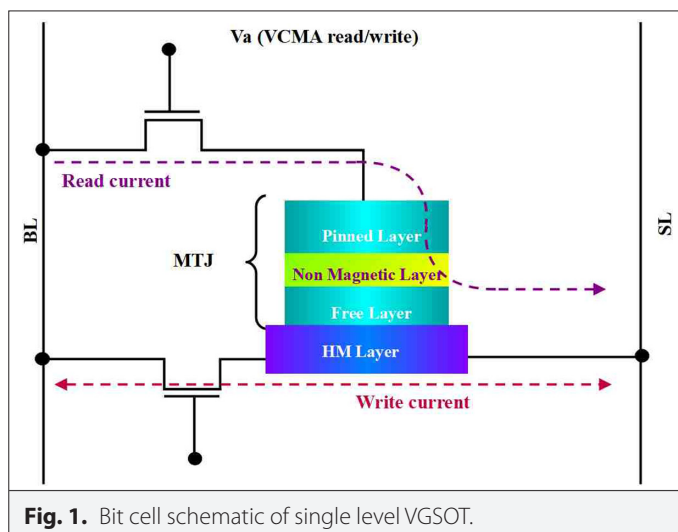 Va (VCMA read/write)
Read current
BL
SL
MTJ
Pinned Layer
Non Magnetic Layer
Free Layer
HM Layer
Write current
Fig. 1. Bit cell schematic of single level VGSOT.